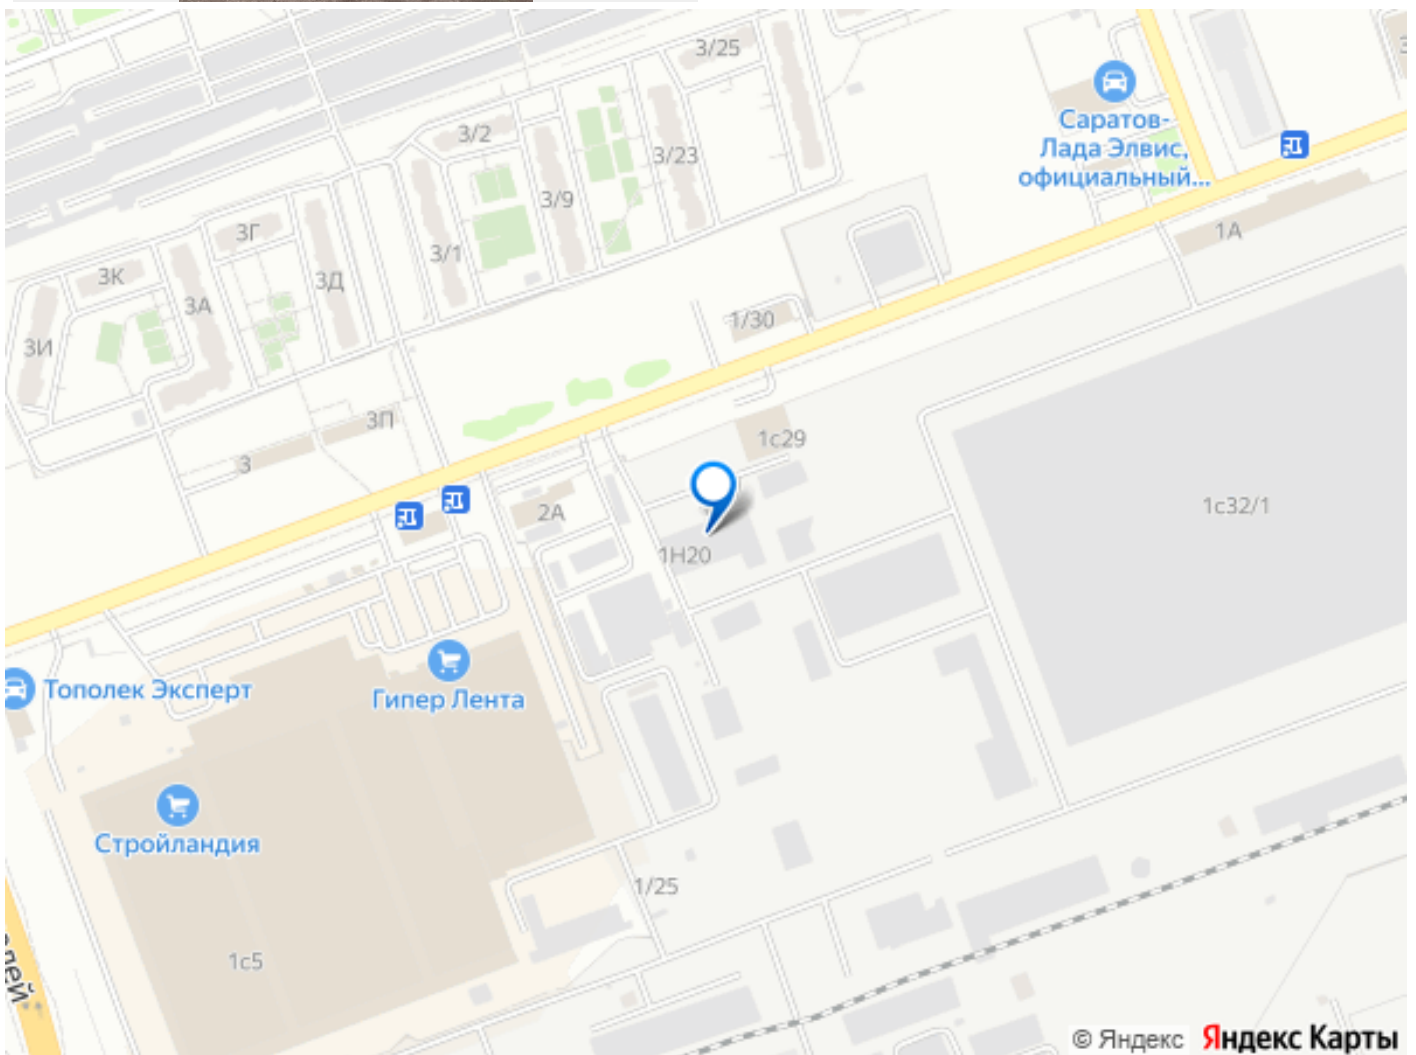 3/25
3/2
3/23
3/9
3Г
3/1
3К
3Д
3А
3И
1/30
3П
3
Саратов-
Лада Элвис,
официальный...
1А
1с29
2А
1Н20
1с32/1
Тополек Эксперт
Гипер Лента
Стройландия
1/25
1с5
лей
© Яндекс Яндекс Карты